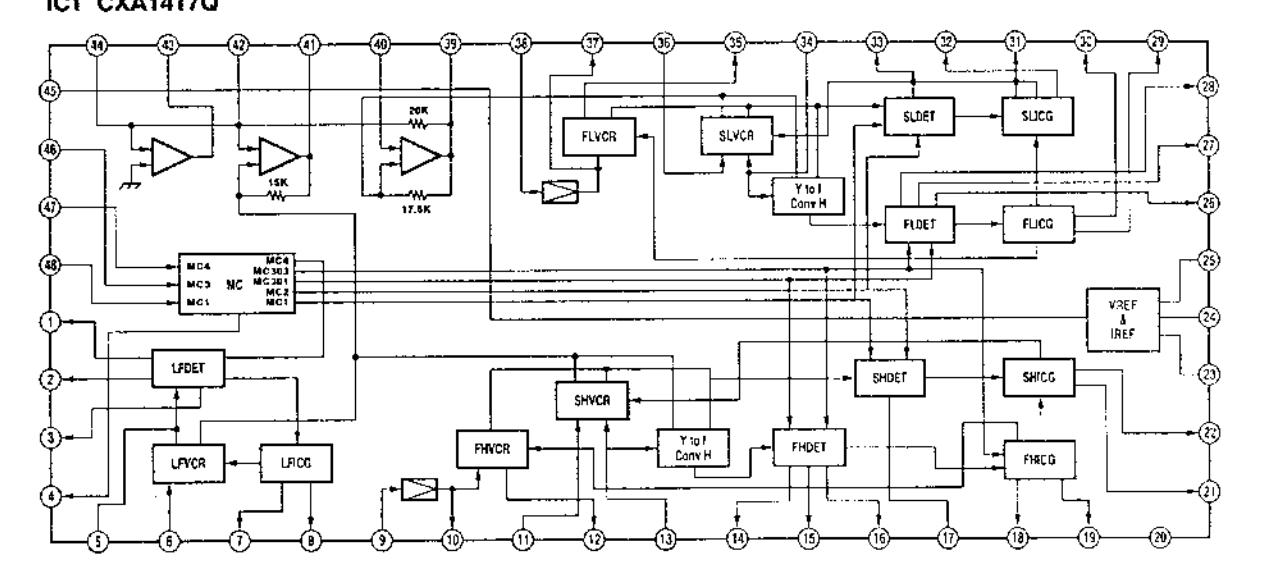 IC1 CXA1417Q
44 43 42 41 40 39 38 37 36 35 34 33 32 31 30 29
45
28
20K
SLDET
SLICG
FLVCR
SLVCR
46
27
15K
17.5K
Y to I
Conv H
47
26
FLDET
FLICG
48
MC4
MC3
MC1
MC
MC4
MC303
MC301
MC2
MC1
25
VREF
&
IREF
1
24
LFDET
2
SHDET
SHICG
23
SHVCR
3
FHVCR
Y to I
Conv H
FHDET
22
LFVCR
LFICG
FHICG
4
21
5 6 7 8 9 10 11 12 13 14 15 16 17 18 19 20